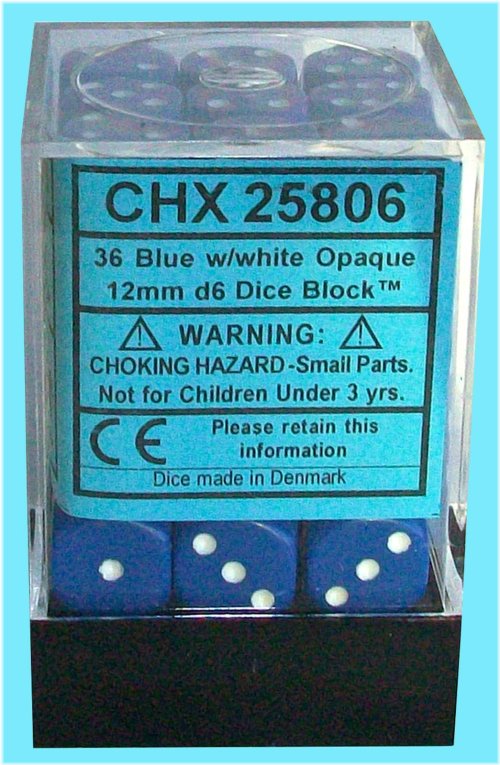 CHX 25806
36 Blue w/white Opaque
12mm d6 Dice Block™
⚠ WARNING: ⚠
CHOKING HAZARD-Small Parts.
Not for Children Under 3 yrs.
CE Please retain this
information
Dice made in Denmark